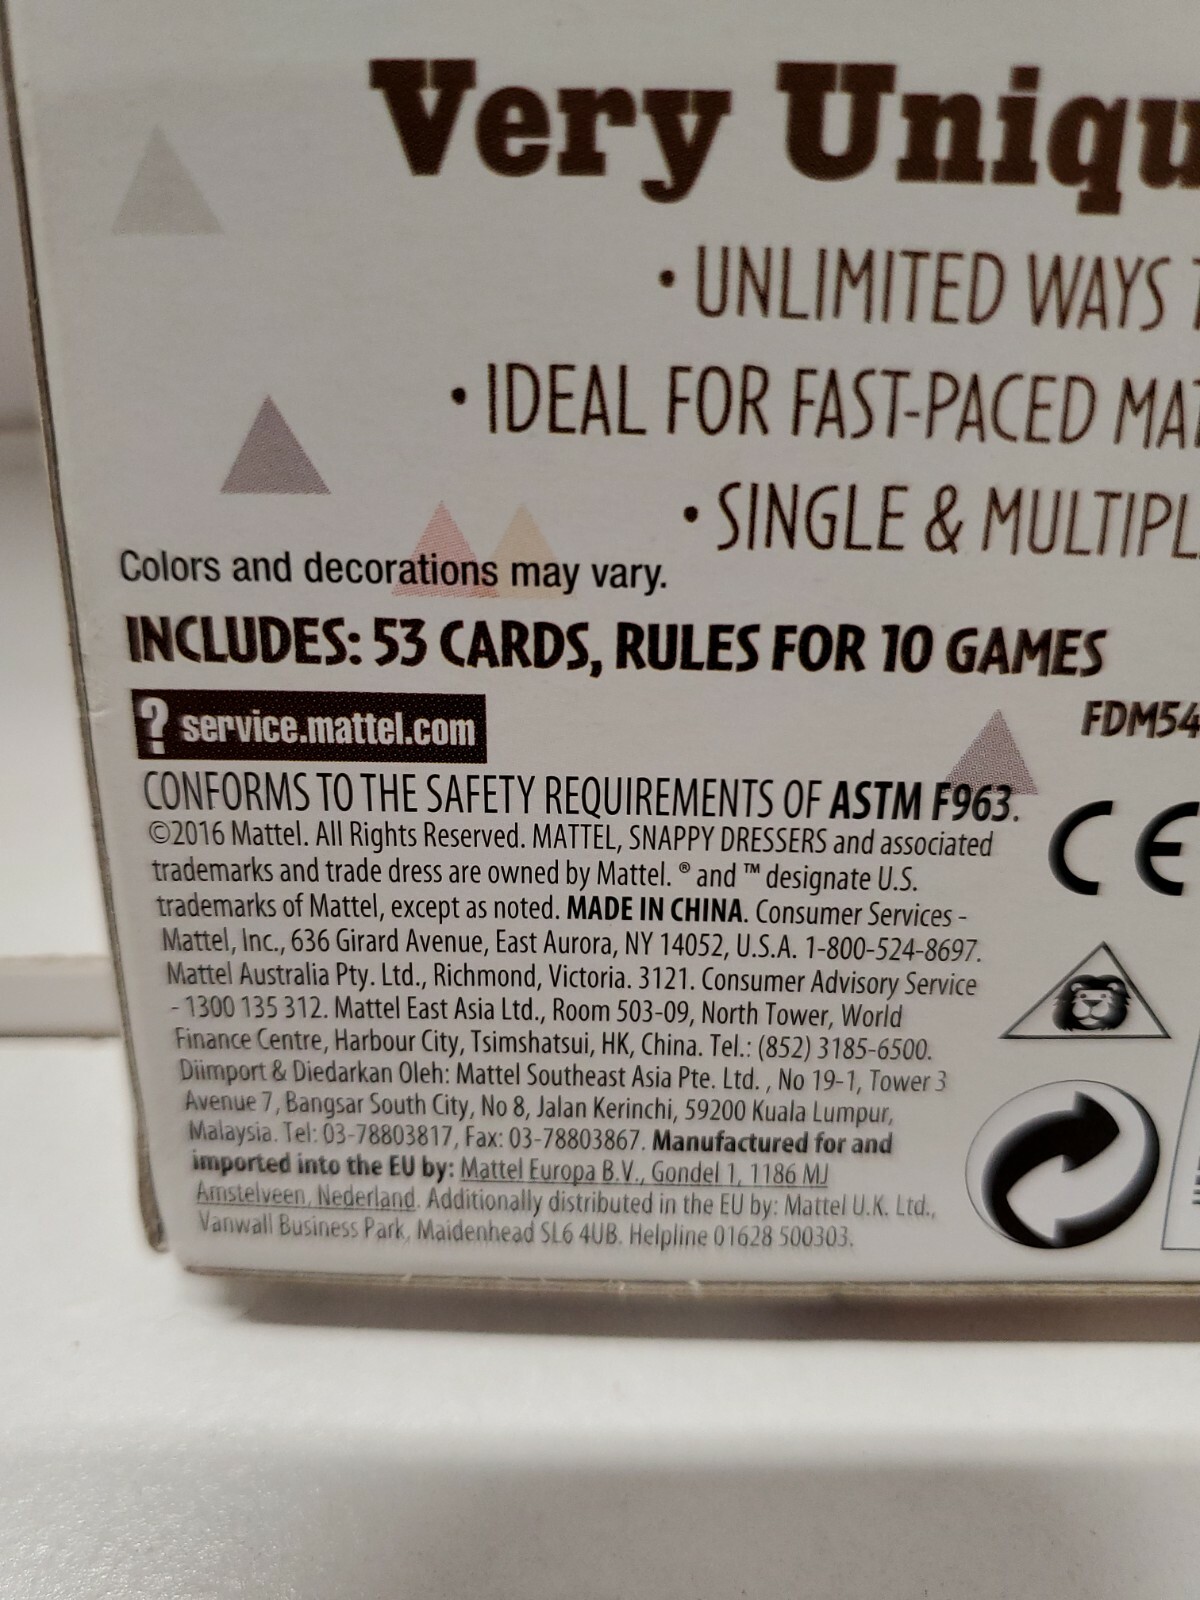 Very Uniqu
• UNLIMITED WAYS T
• IDEAL FOR FAST-PACED MAT
• SINGLE & MULTIPL
Colors and decorations may vary.
INCLUDES: 53 CARDS, RULES FOR 10 GAMES
? service.mattel.com
FDM54
CONFORMS TO THE SAFETY REQUIREMENTS OF ASTM F963.
CE
©2016 Mattel. All Rights Reserved. MATTEL, SNAPPY DRESSERS and associated
trademarks and trade dress are owned by Mattel. ® and ™ designate U.S.
trademarks of Mattel, except as noted. MADE IN CHINA. Consumer Services -
Mattel, Inc., 636 Girard Avenue, East Aurora, NY 14052, U.S.A. 1-800-524-8697.
Mattel Australia Pty. Ltd., Richmond, Victoria. 3121. Consumer Advisory Service
- 1300 135 312. Mattel East Asia Ltd., Room 503-09, North Tower, World
Finance Centre, Harbour City, Tsimshatsui, HK, China. Tel.: (852) 3185-6500.
Diimport & Diedarkan Oleh: Mattel Southeast Asia Pte. Ltd. , No 19-1, Tower 3
Avenue 7, Bangsar South City, No 8, Jalan Kerinchi, 59200 Kuala Lumpur,
Malaysia. Tel: 03-78803817, Fax: 03-78803867. Manufactured for and
imported into the EU by: Mattel Europa B.V., Gondel 1, 1186 MJ
Amstelveen, Nederland. Additionally distributed in the EU by: Mattel U.K. Ltd.,
Vanwall Business Park, Maidenhead SL6 4UB. Helpline 01628 500303.